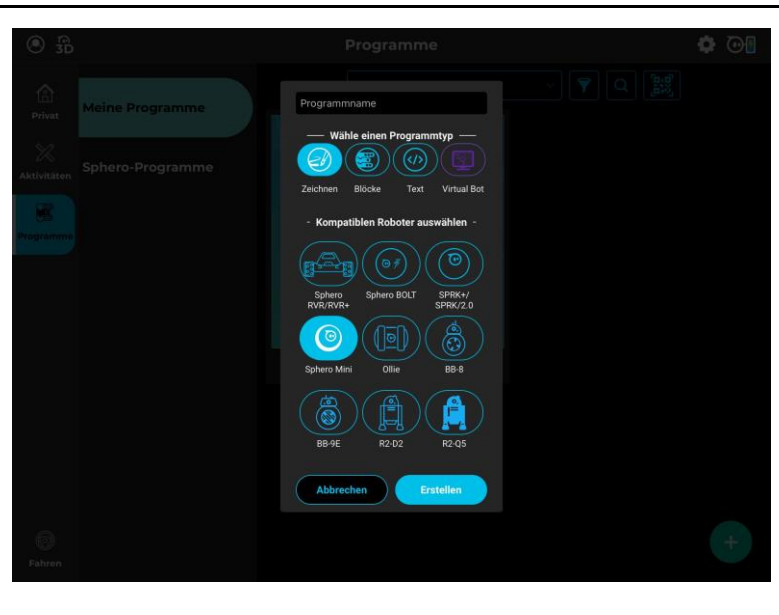 3D
Programme
Privat
Meine Programme
Aktivitäten
Sphero-Programme
Programme
Programmname
Wähle einen Programmtyp
Zeichnen Blöcke Text Virtual Bot
- Kompatiblen Roboter auswählen -
Sphero RVR/RVR+
Sphero BOLT
SPRK+/ SPRK/2.0
Sphero Mini Ollie BB-8
BB-9E R2-D2 R2-Q5
Abbrechen Erstellen
Fahren